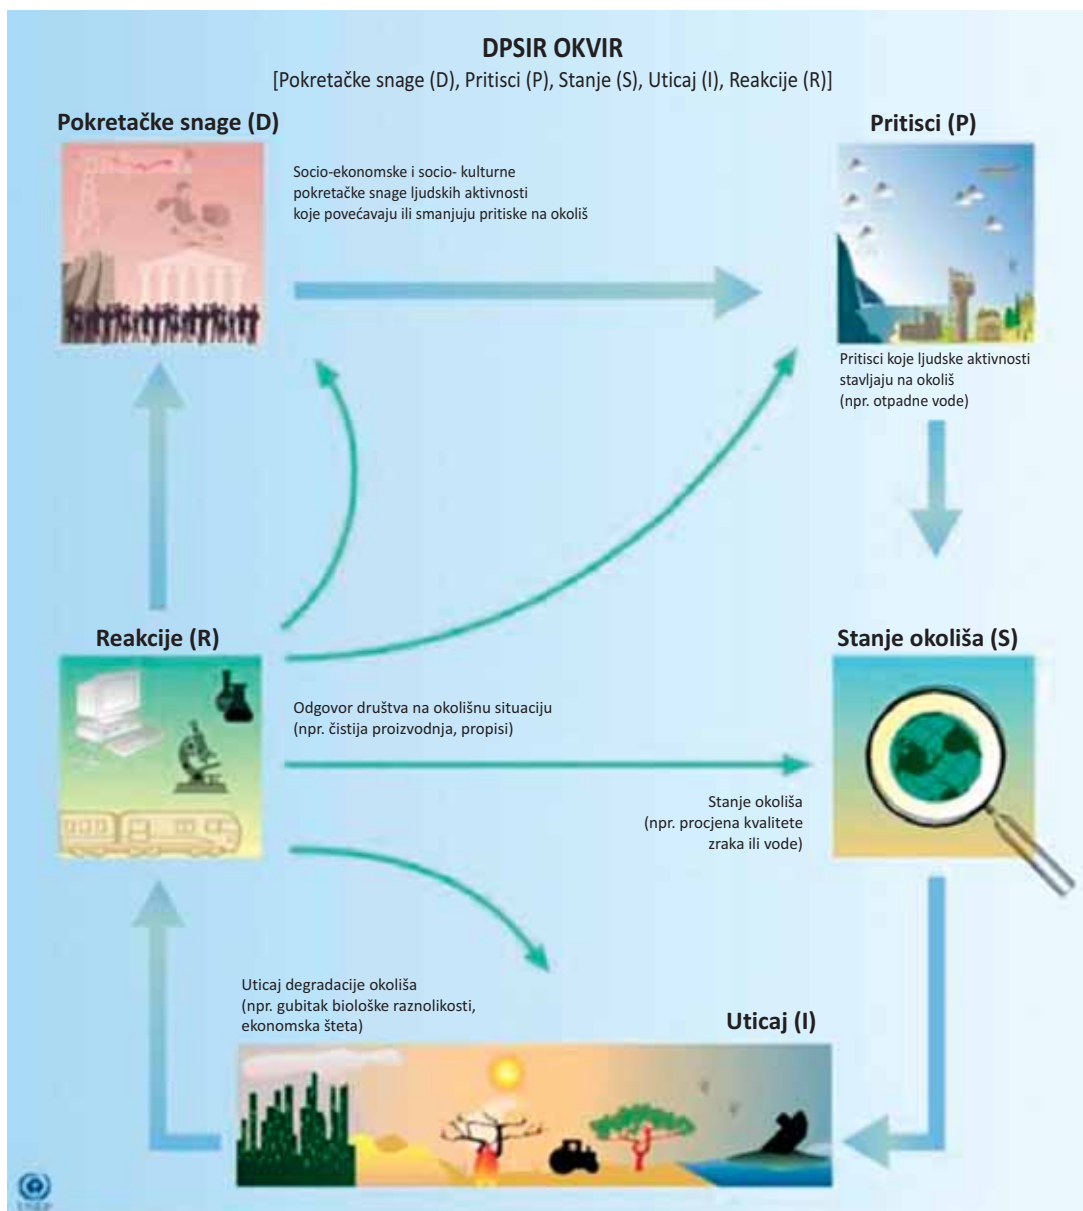 DPSIR OKVIR
[Pokretačke snage (D), Pritisci (P), Stanje (S), Uticaj (I), Reakcije (R)]
Pokretačke snage (D)
Socio-ekonomske i socio- kulturne
pokretačke snage ljudskih aktivnosti
koje povećavaju ili smanjuju pritiske na okoliš
Pritisci (P)
Pritisci koje ljudske aktivnosti
stavljaju na okoliš
(npr. otpadne vode)
Reakcije (R)
Odgovor društva na okolišnu situaciju
(npr. čistija proizvodnja, propisi)
Stanje okoliša (S)
Stanje okoliša
(npr. procjena kvalitete
zraka ili vode)
Uticaj degradacije okoliša
(npr. gubitak biološke raznolikosti,
ekonomska šteta)
Uticaj (I)